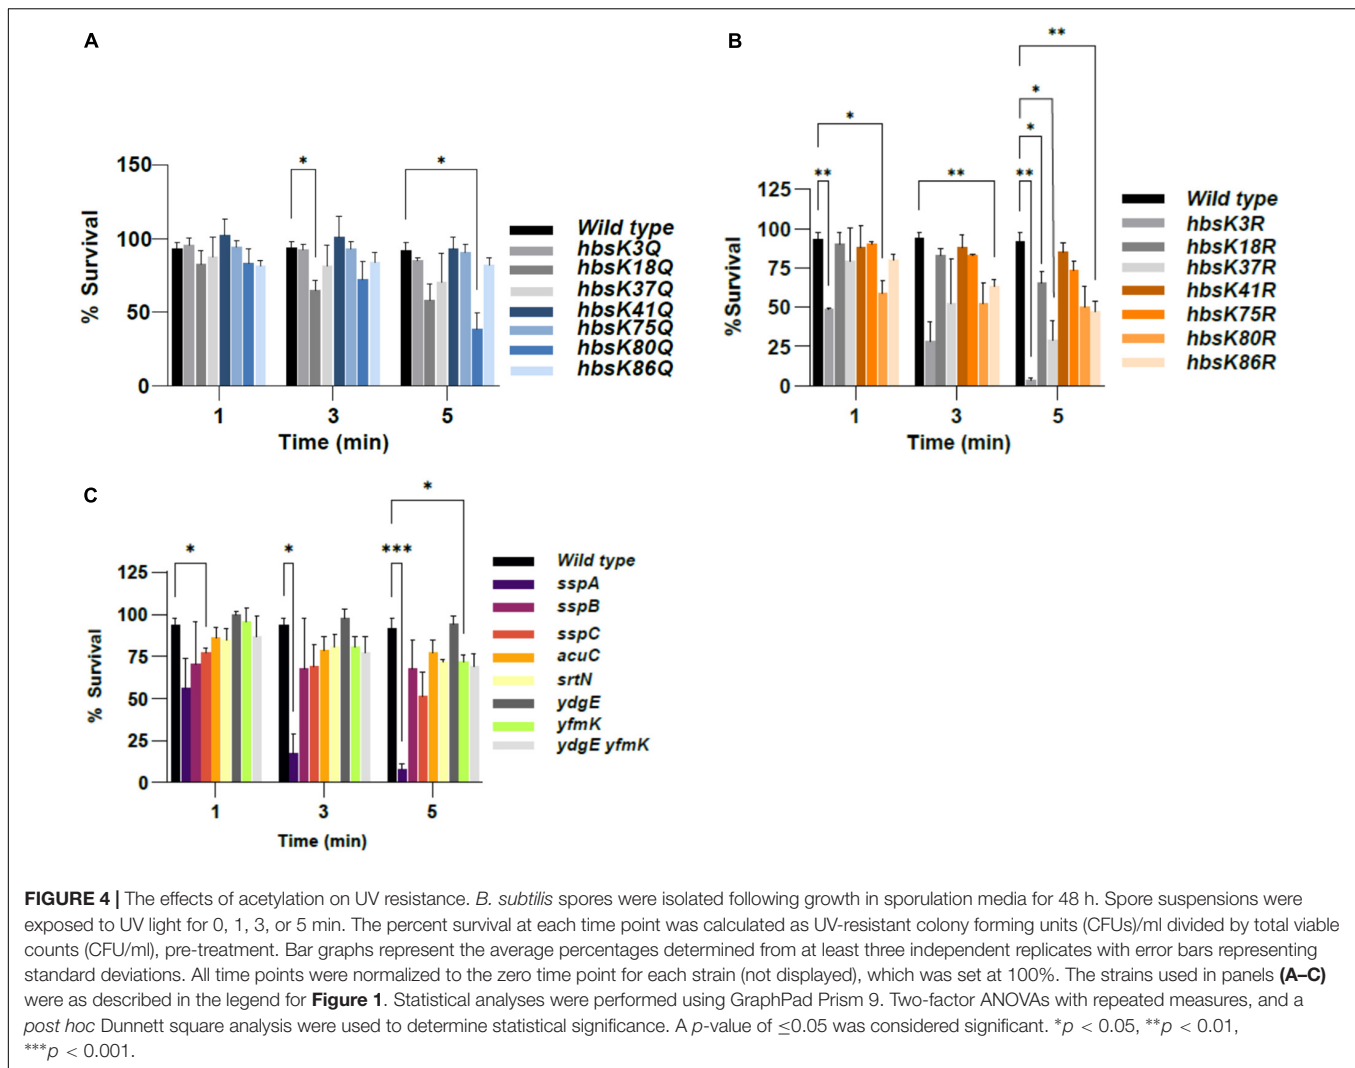 A
*
*
150
100
50
0
% Survival
1
3
5
Time (min)
Wild type
hbsK3Q
hbsK18Q
hbsK37Q
hbsK41Q
hbsK75Q
hbsK80Q
hbsK86Q
B
**
*
*
*
**
**
**
125
100
75
50
25
0
%Survival
1
3
5
Time (min)
Wild type
hbsK3R
hbsK18R
hbsK37R
hbsK41R
hbsK75R
hbsK80R
hbsK86R
C
*
*
*
***
125
100
75
50
25
0
% Survival
1
3
5
Time (min)
Wild type
sspA
sspB
sspC
acuC
srtN
ydgE
yfmK
ydgE yfmK
FIGURE 4 | The effects of acetylation on UV resistance. B. subtilis spores were isolated following growth in sporulation media for 48 h. Spore suspensions were
exposed to UV light for 0, 1, 3, or 5 min. The percent survival at each time point was calculated as UV-resistant colony forming units (CFUs)/ml divided by total viable
counts (CFU/ml), pre-treatment. Bar graphs represent the average percentages determined from at least three independent replicates with error bars representing
standard deviations. All time points were normalized to the zero time point for each strain (not displayed), which was set at 100%. The strains used in panels (A–C)
were as described in the legend for Figure 1. Statistical analyses were performed using GraphPad Prism 9. Two-factor ANOVAs with repeated measures, and a
post hoc Dunnett square analysis were used to determine statistical significance. A p-value of ≤0.05 was considered significant. *p < 0.05, **p < 0.01,
***p < 0.001.